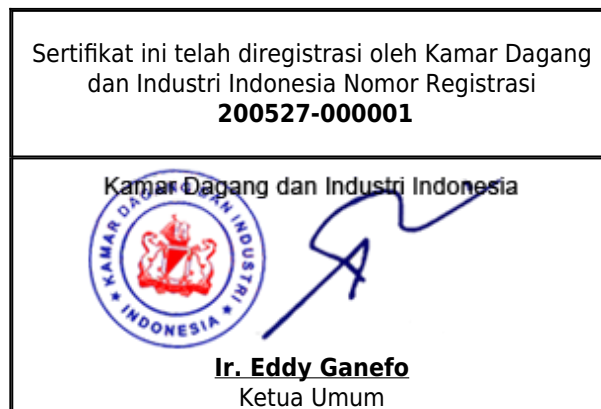 Sertifikat ini telah diregistrasi oleh Kamar Dagang
dan Industri Indonesia Nomor Registrasi
200527-000001
Kamar Dagang dan Industri Indonesia
KAMAR DAGANG DAN INDUSTRI
INDONESIA
Ir. Eddy Ganefo
Ketua Umum